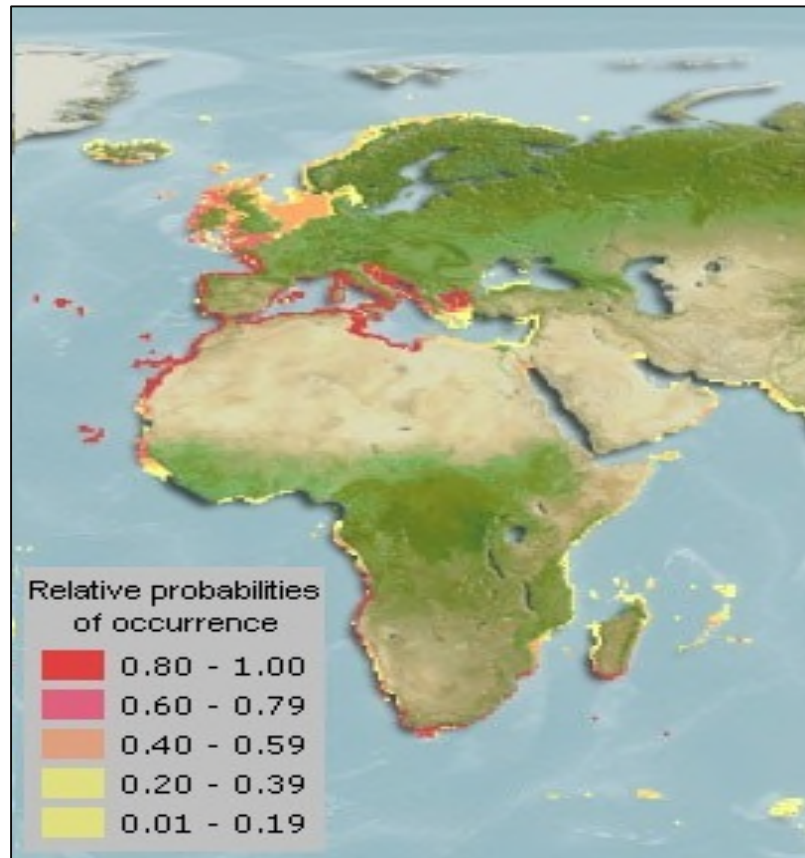 Relative probabilities
of occurrence
0.80 - 1.00
0.60 - 0.79
0.40 - 0.59
0.20 - 0.39
0.01 - 0.19